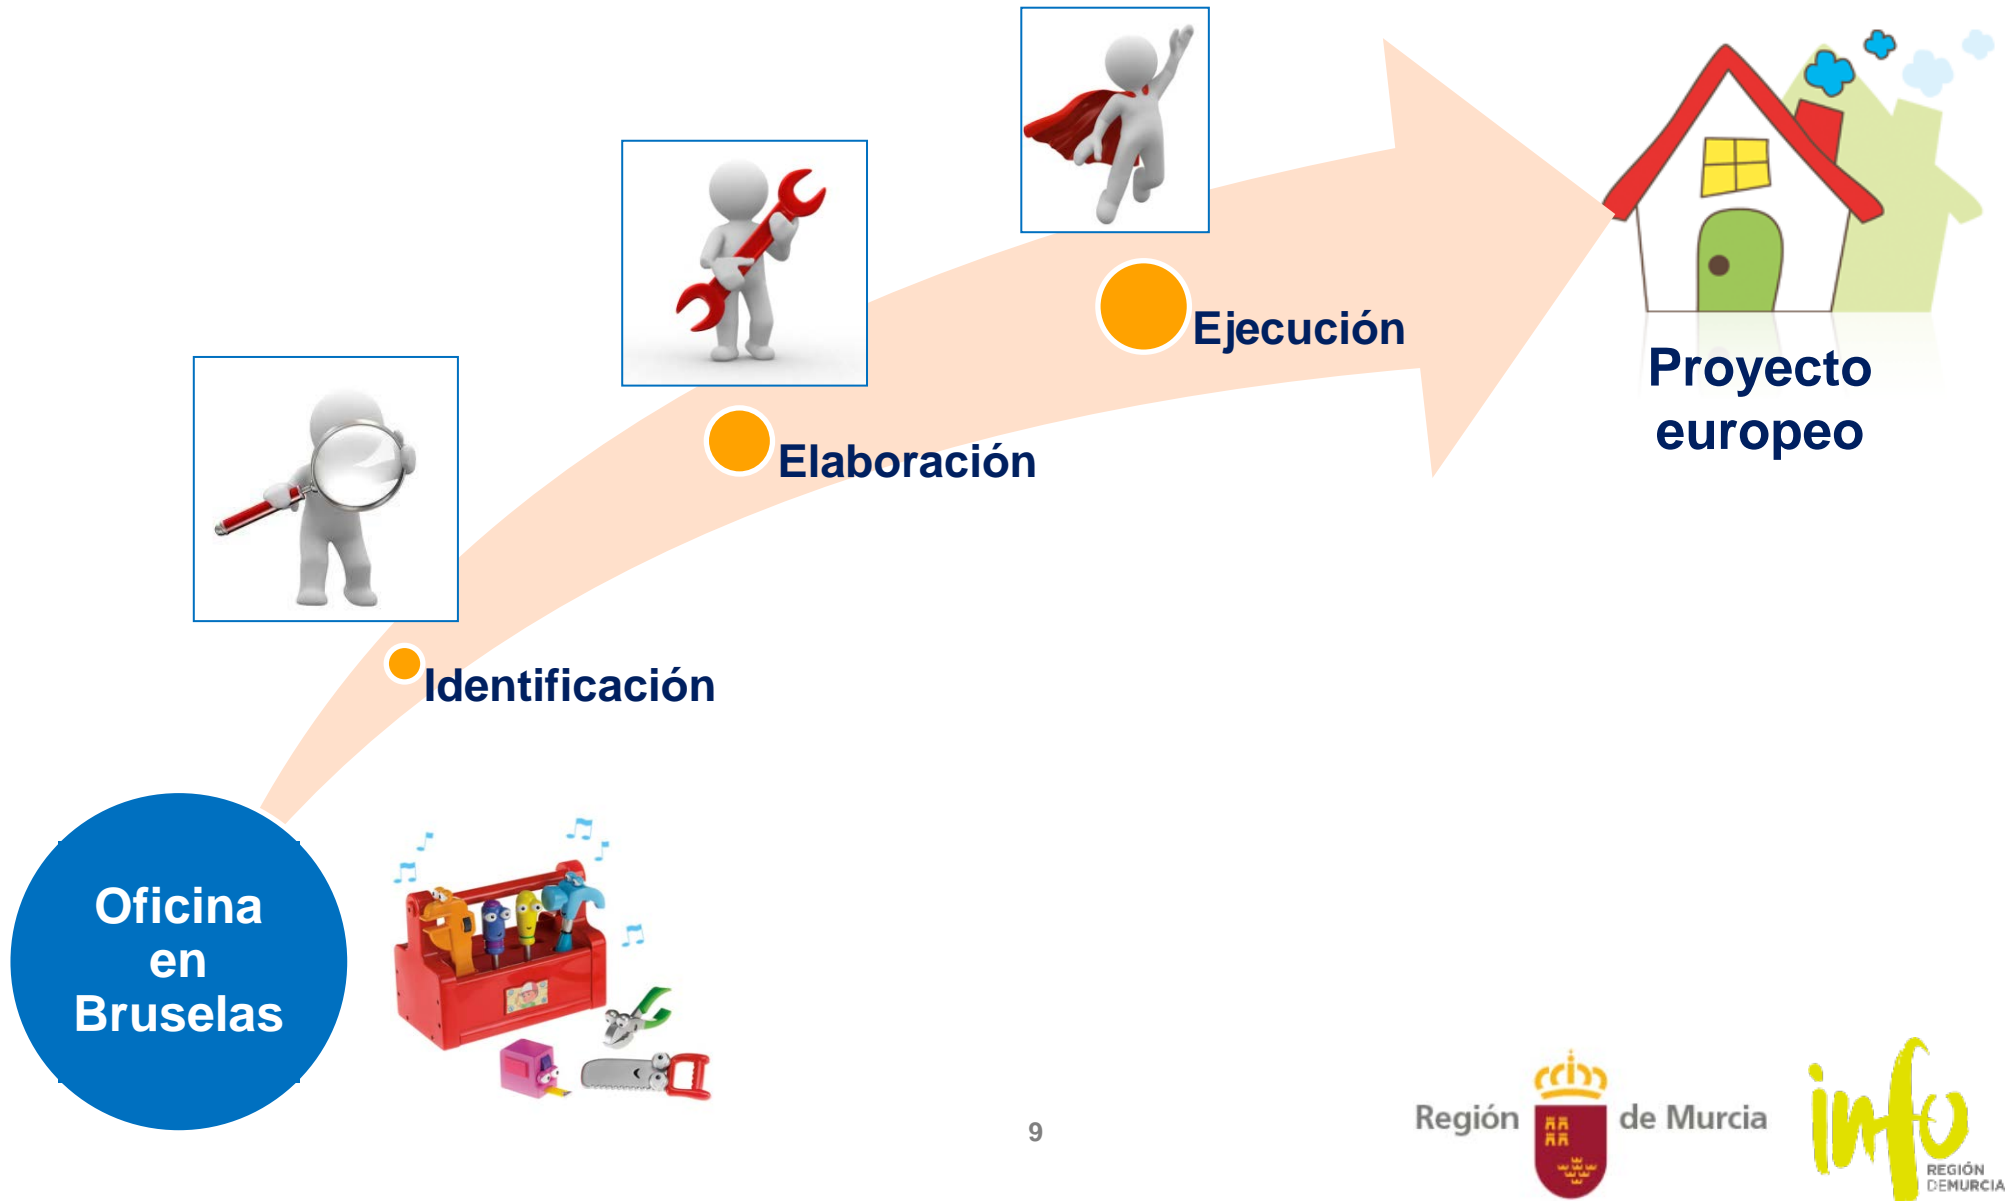 Ejecución
Proyecto
europeo
Elaboración
Identificación
Oficina
en
Bruselas
9
Región de Murcia
info
REGIÓN
DEMURCIA